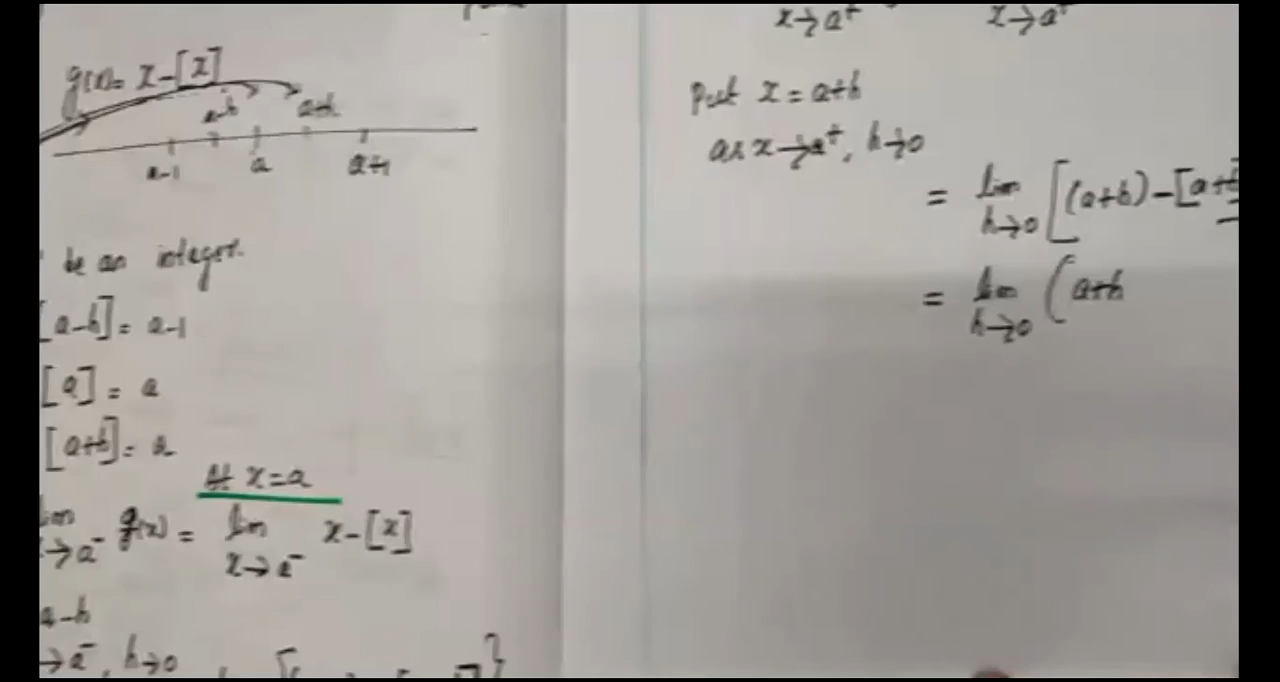 g(x) = x-[x]
a-h a+h
a-1 a a+1
be an integer.
[a-h] = a-1
[a] = a
[a+h] = a
At x=a
lim g(x) = lim x-[x]
x→a⁻ x→a⁻
a-h
→a⁻, h→0
x→a⁺ x→a⁺
Put x = a+h
as x→a⁺, h→0
= lim [(a+h)-[a+h]
h→0
= lim (a+h
h→0